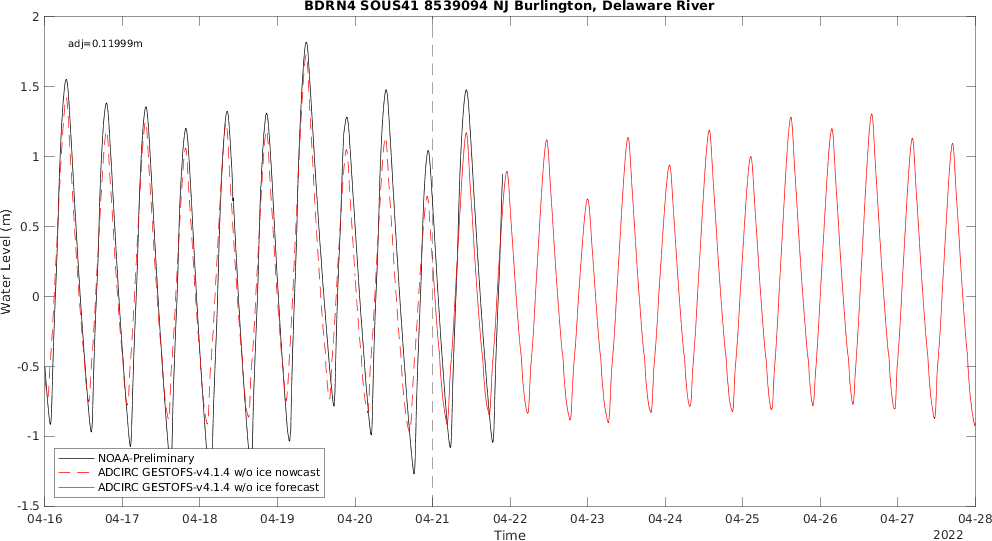 BDRN4 SOUS41 8539094 NJ Burlington, Delaware River
adj=0.11999m
2
1.5
1
0.5
0
-0.5
-1
-1.5
Water Level (m)
NOAA-Preliminary
ADCIRC GESTOFS-v4.1.4 w/o ice nowcast
ADCIRC GESTOFS-v4.1.4 w/o ice forecast
04-16 04-17 04-18 04-19 04-20 04-21 04-22 04-23 04-24 04-25 04-26 04-27 04-28
Time
2022